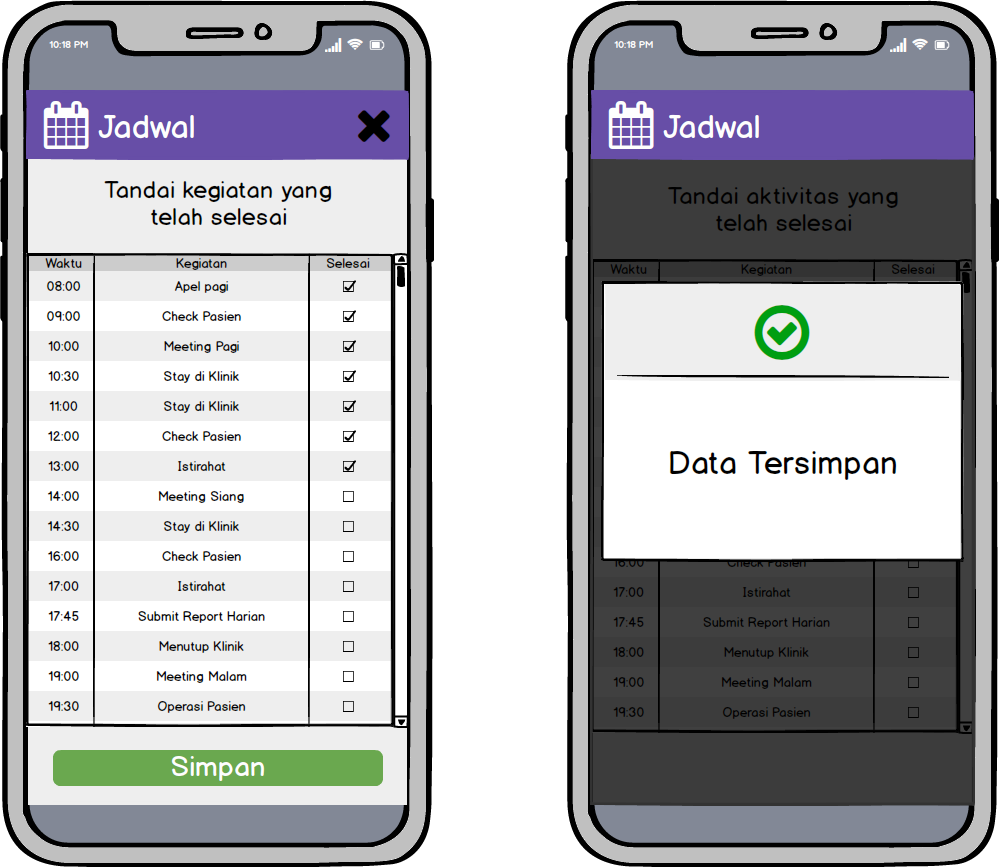 10:18 PM
Jadwal
Tandai kegiatan yang
telah selesai
Waktu Kegiatan Selesai
08:00 Apel pagi
09:00 Check Pasien
10:00 Meeting Pagi
10:30 Stay di Klinik
11:00 Stay di Klinik
12:00 Check Pasien
13:00 Istirahat
14:00 Meeting Siang
14:30 Stay di Klinik
16:00 Check Pasien
17:00 Istirahat
17:45 Submit Report Harian
18:00 Menutup Klinik
19:00 Meeting Malam
19:30 Operasi Pasien
Simpan
10:18 PM
Jadwal
Tandai aktivitas yang
telah selesai
Waktu Kegiatan Selesai
Data Tersimpan
16:00 Check Pasien
17:00 Istirahat
17:45 Submit Report Harian
18:00 Menutup Klinik
19:00 Meeting Malam
19:30 Operasi Pasien